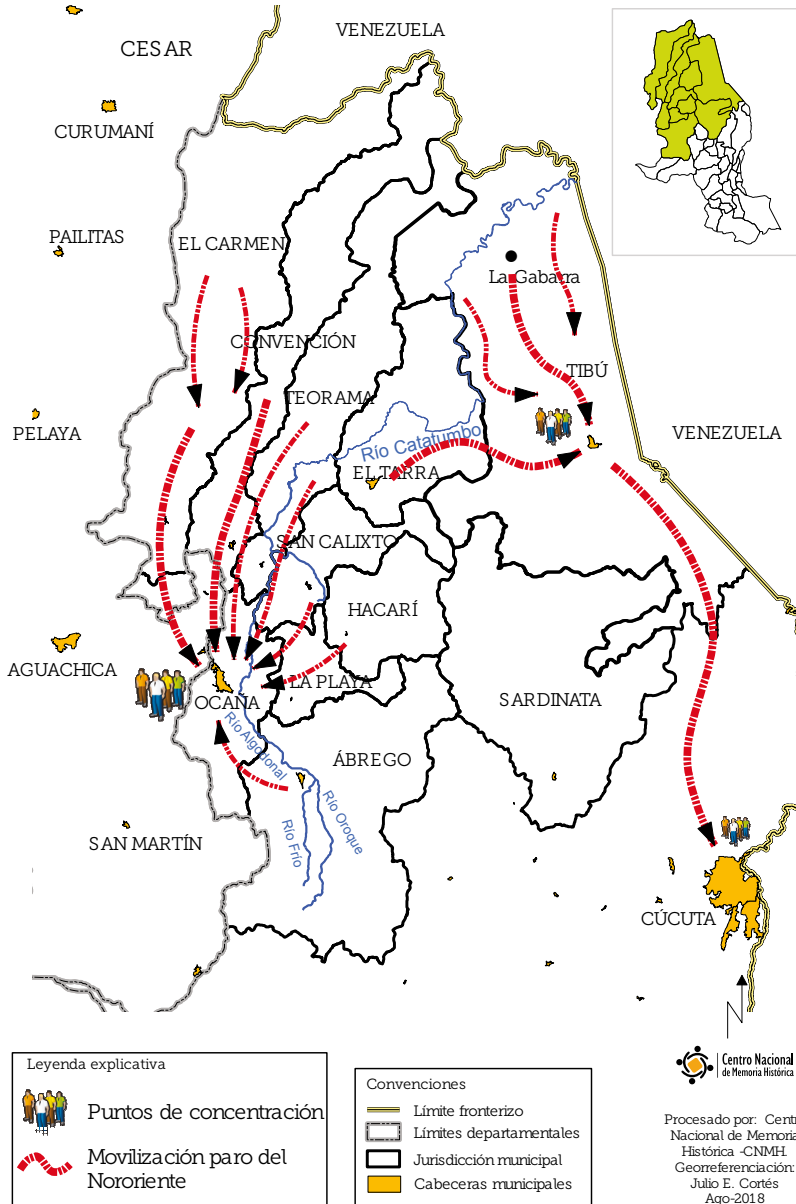 VENEZUELA
CESAR
CURUMANÍ
PAILITAS
EL CARMEN
La Gabarra
CONVENCIÓN
TIBÚ
TEORAMA
PELAYA
VENEZUELA
Río Catatumbo
EL TARRA
SAN CALIXTO
HACARÍ
AGUACHICA
LA PLAYA
OCAÑA
SARDINATA
Río Algodonal
ÁBREGO
Río Oroque
Río Frío
SAN MARTÍN
CÚCUTA
N
Leyenda explicativa
Puntos de concentración
Movilización paro del
Nororiente
Convenciones
Límite fronterizo
Límites departamentales
Jurisdicción municipal
Cabeceras municipales
Centro Nacional
de Memoria Histórica
Procesado por: Centr
Nacional de Memoria
Histórica -CNMH.
Georreferenciación:
Julio E. Cortés
Ago-2018